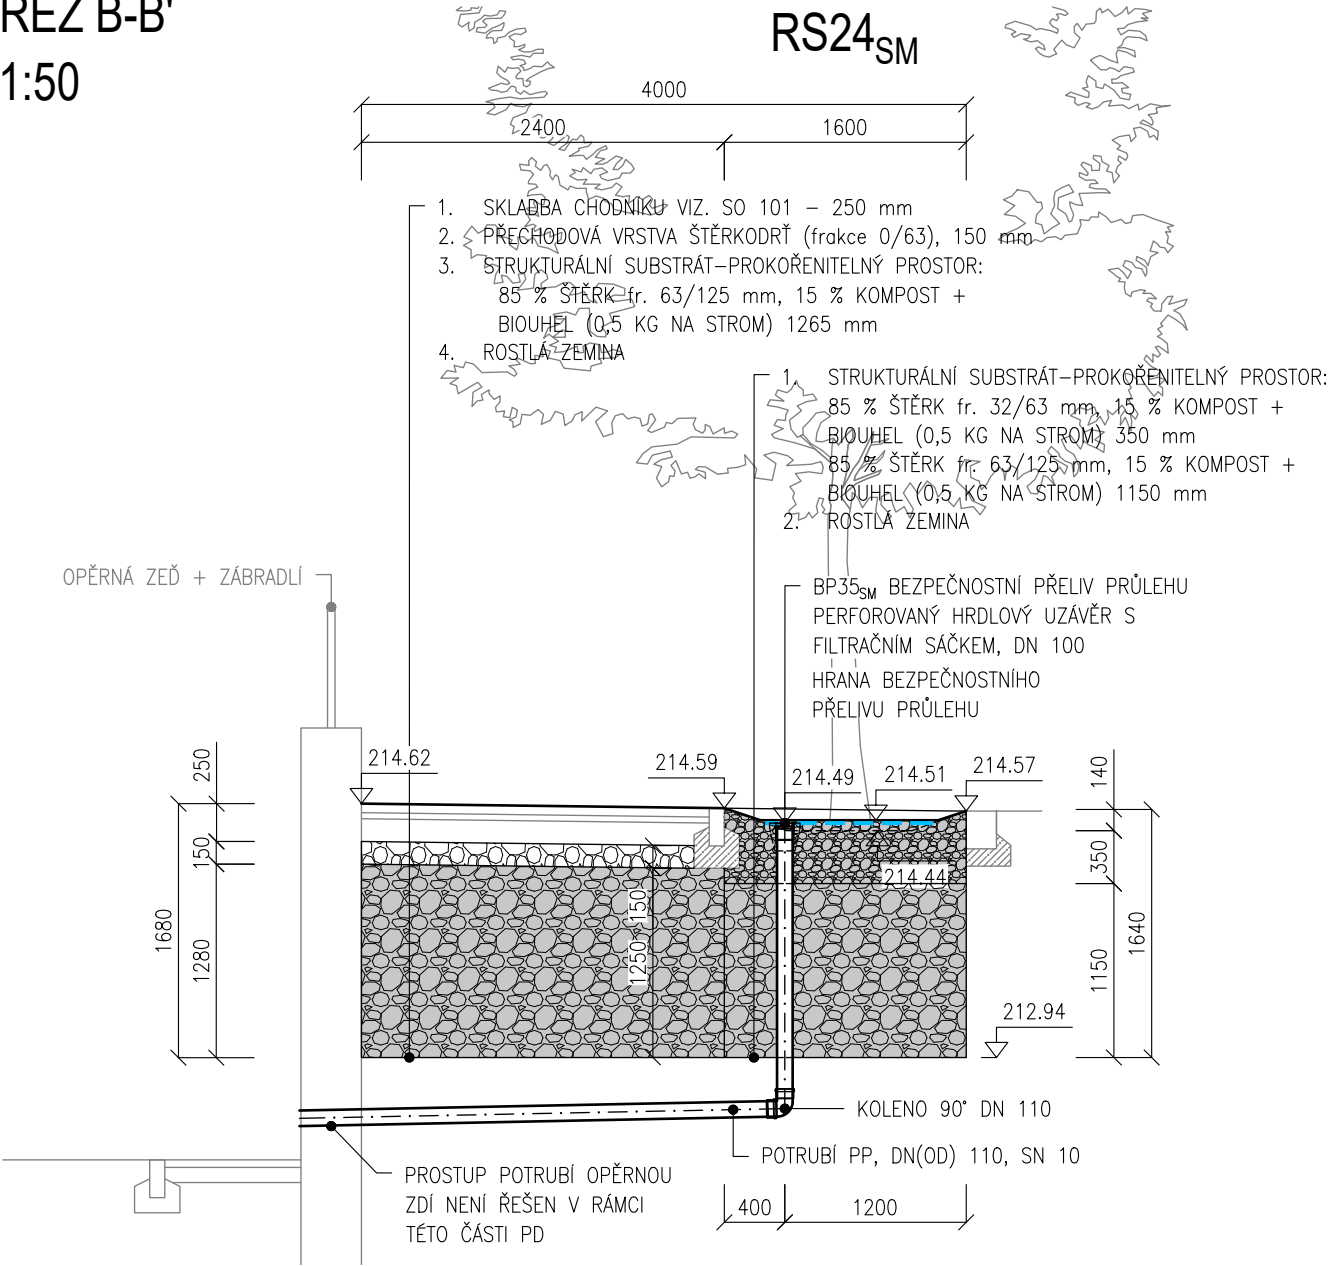 ŘEZ B-B'
1:50
RS24SM
4000
2400
1600
1. SKLADBA CHODNÍKU VIZ. SO 101 – 250 mm
2. PŘECHODOVÁ VRSTVA ŠTĚRKODRŤ (frakce 0/63), 150 mm
3. STRUKTURÁLNÍ SUBSTRÁT-PROKOŘENITELNÝ PROSTOR:
85 % ŠTĚRK fr. 63/125 mm, 15 % KOMPOST +
BIOUHEL (0,5 KG NA STROM) 1265 mm
4. ROSTLÁ ZEMINA
1. STRUKTURÁLNÍ SUBSTRÁT-PROKOŘENITELNÝ PROSTOR:
85 % ŠTĚRK fr. 32/63 mm, 15 % KOMPOST +
BIOUHEL (0,5 KG NA STROM) 350 mm
85 % ŠTĚRK fr. 63/125 mm, 15 % KOMPOST +
BIOUHEL (0,5 KG NA STROM) 1150 mm
2. ROSTLÁ ZEMINA
OPĚRNÁ ZEĎ + ZÁBRADLÍ
BP35SM BEZPEČNOSTNÍ PŘELIV PRŮLEHU
PERFOROVANÝ HRDLOVÝ UZÁVĚR S
FILTRAČNÍM SÁČKEM, DN 100
HRANA BEZPEČNOSTNÍHO
PŘELIVU PRŮLEHU
214.62
214.59
214.49
214.51
214.57
250
150
1680
1280
150
1250
214.44
140
350
1640
1150
212.94
KOLENO 90° DN 110
POTRUBÍ PP, DN(OD) 110, SN 10
PROSTUP POTRUBÍ OPĚRNOU
ZDÍ NENÍ ŘEŠEN V RÁMCI
TÉTO ČÁSTI PD
400
1200